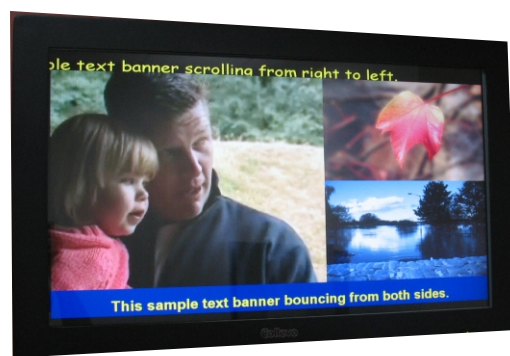 ple text banner scrolling from right to left.
This sample text banner bouncing from both sides.